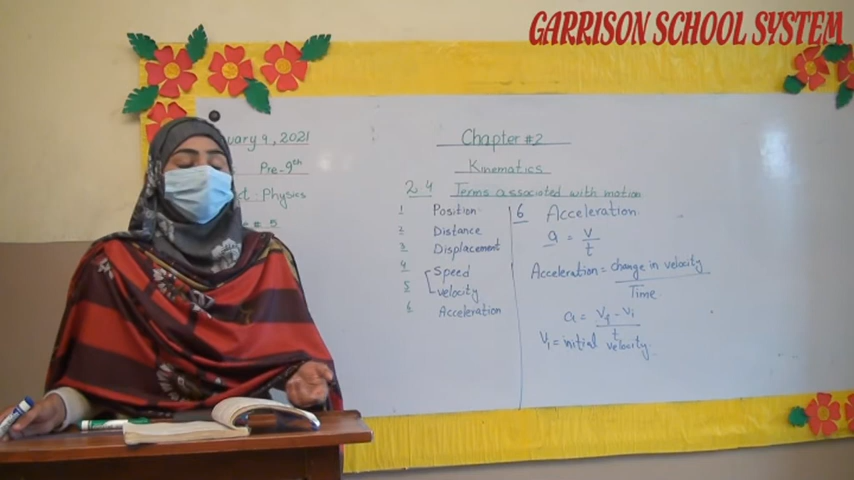 GARRISON SCHOOL SYSTEM
uary 9, 2021
Pre-9th
t: Physics
# 5
Chapter #2
Kinematics
2.4 Terms associated with motion
1 Position
2 Distance
3 Displacement
4 Speed
5 velocity
6 Acceleration
6 Acceleration
a = v/t
Acceleration = change in velocity
Time
a = Vf - Vi
t
Vi = initial velocity.